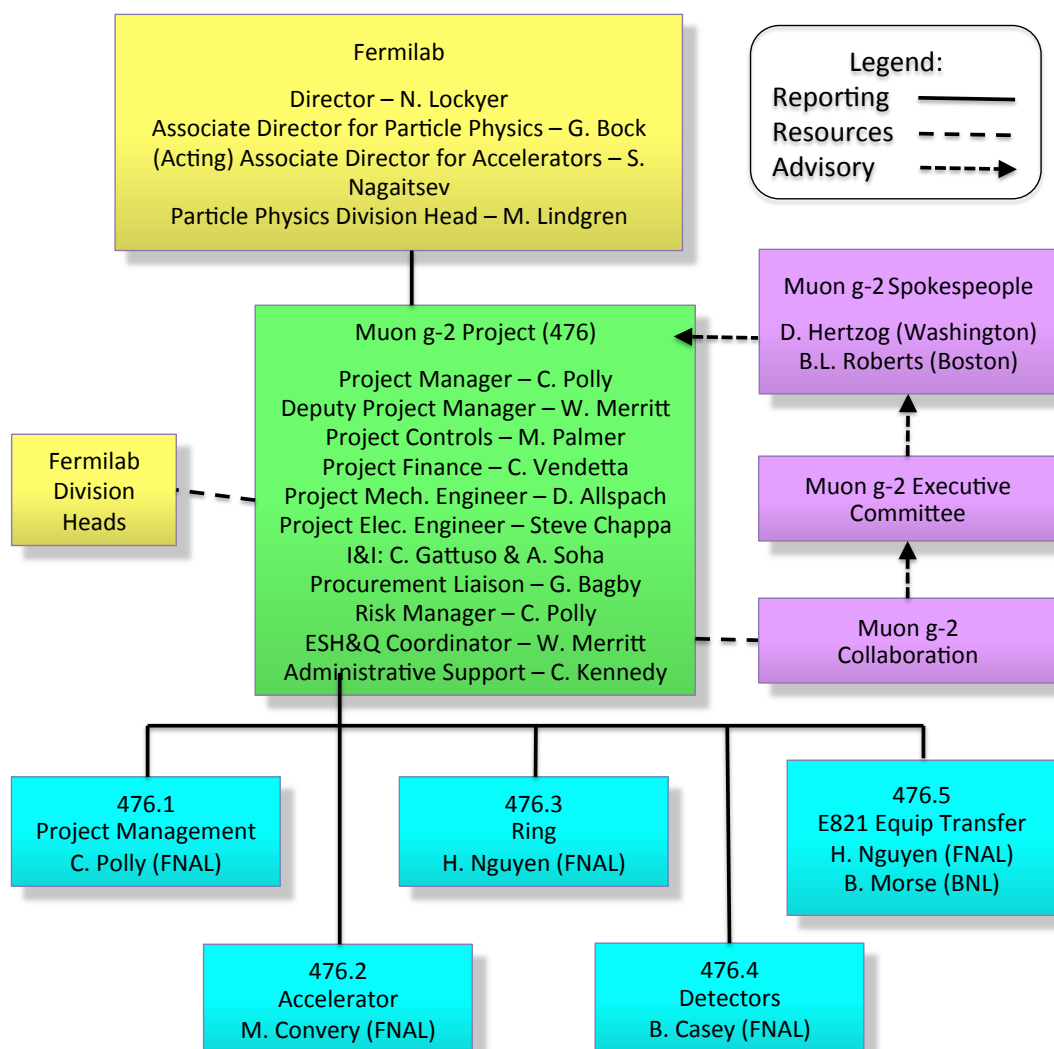 Fermilab
Director – N. Lockyer
Associate Director for Particle Physics – G. Bock
(Acting) Associate Director for Accelerators – S.
Nagaitsev
Particle Physics Division Head – M. Lindgren
Legend:
Reporting
Resources
Advisory
Muon g-2 Spokespeople
D. Hertzog (Washington)
B.L. Roberts (Boston)
Muon g-2 Project (476)
Project Manager – C. Polly
Deputy Project Manager – W. Merritt
Project Controls – M. Palmer
Project Finance – C. Vendetta
Project Mech. Engineer – D. Allspach
Project Elec. Engineer – Steve Chappa
I&I: C. Gattuso & A. Soha
Procurement Liaison – G. Bagby
Risk Manager – C. Polly
ESH&Q Coordinator – W. Merritt
Administrative Support – C. Kennedy
Fermilab
Division
Heads
Muon g-2 Executive
Committee
Muon g-2
Collaboration
476.1
Project Management
C. Polly (FNAL)
476.3
Ring
H. Nguyen (FNAL)
476.5
E821 Equip Transfer
H. Nguyen (FNAL)
B. Morse (BNL)
476.2
Accelerator
M. Convery (FNAL)
476.4
Detectors
B. Casey (FNAL)